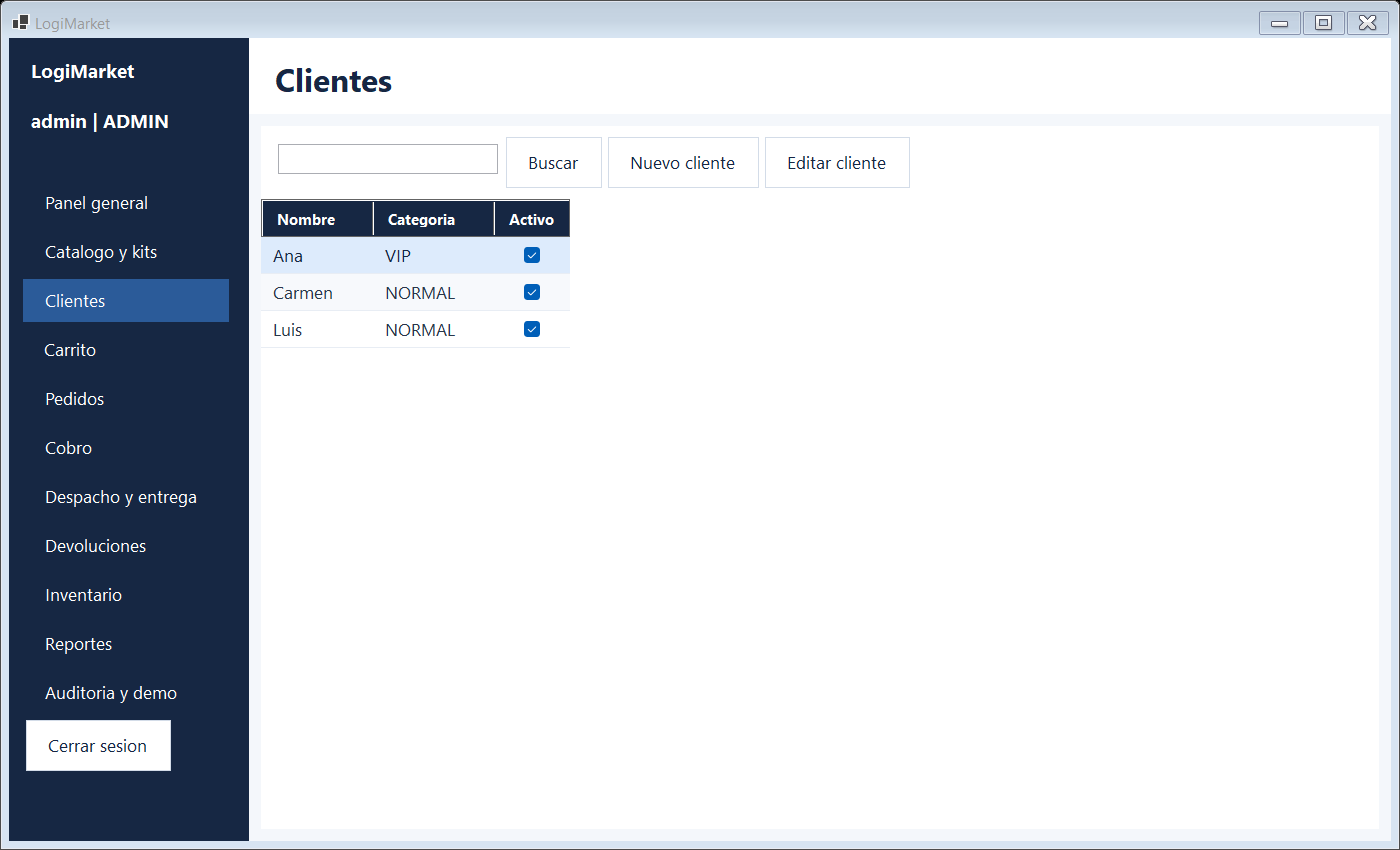 LogiMarket
LogiMarket
admin | ADMIN
Panel general
Catalogo y kits
Clientes
Carrito
Pedidos
Cobro
Despacho y entrega
Devoluciones
Inventario
Reportes
Auditoria y demo
Cerrar sesion
Clientes
Buscar Nuevo cliente Editar cliente
Nombre Categoria Activo
Ana VIP
Carmen NORMAL
Luis NORMAL